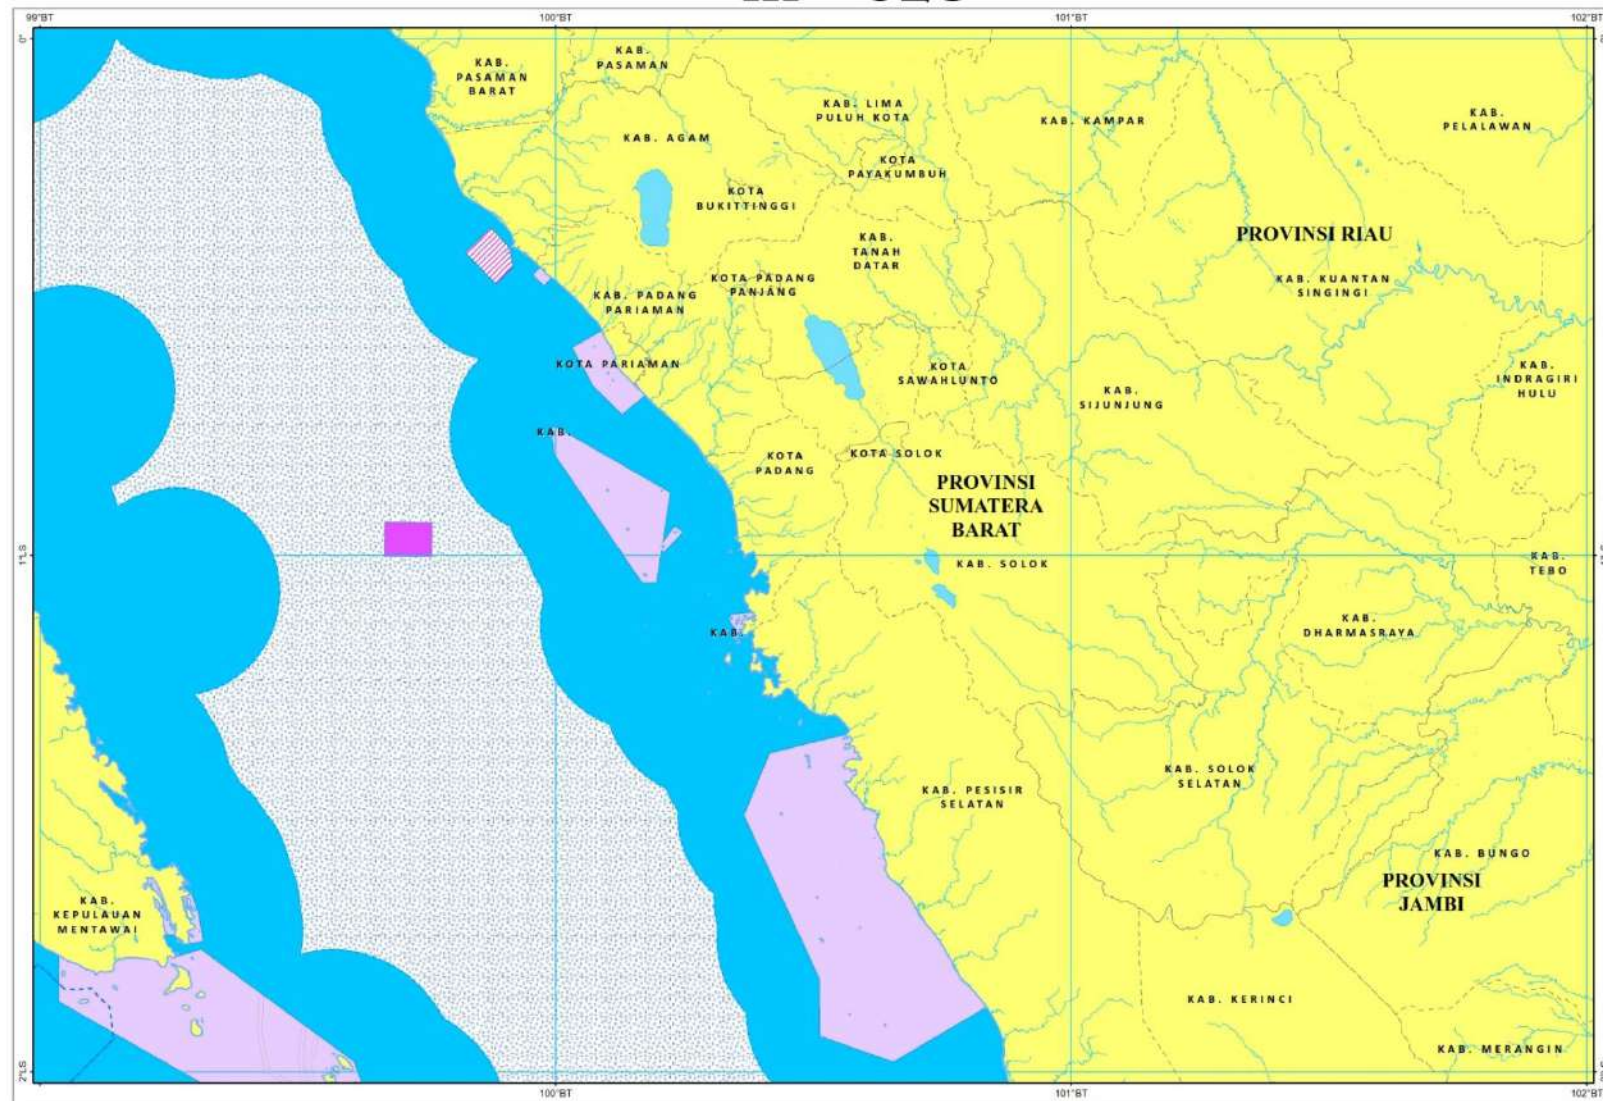 99°BT
100°BT
101°BT
102°BT
0°
KAB.
PASAMAN
BARAT
KAB.
PASAMAN
KAB. LIMA
PULUH KOTA
KAB. KAMPAR
KAB.
PELALAWAN
KAB. AGAM
KOTA
PAYAKUMBUH
KOTA
BUKITTINGGI
KAB.
TANAH
DATAR
PROVINSI RIAU
KOTA PADANG
PANJANG
KAB. KUANTAN
SINGINGI
KAB. PADANG
PARIAMAN
KOTA PARIAMAN
KOTA
SAWAHLUNTO
KAB.
SIJUNJUNG
KAB.
INDRAGIRI
HULU
KAB.
KOTA
PADANG
KOTA SOLOK
PROVINSI
SUMATERA
BARAT
1°LS
KAB. SOLOK
KAB.
TEBO
KAB.
KAB.
DHARMASRAYA
KAB. PESISIR
SELATAN
KAB. SOLOK
SELATAN
KAB. BUNGO
PROVINSI
JAMBI
KAB.
KEPULAUAN
MENTAWAI
KAB. KERINCI
KAB. MERANGIN
2°LS
100°BT
101°BT
102°BT